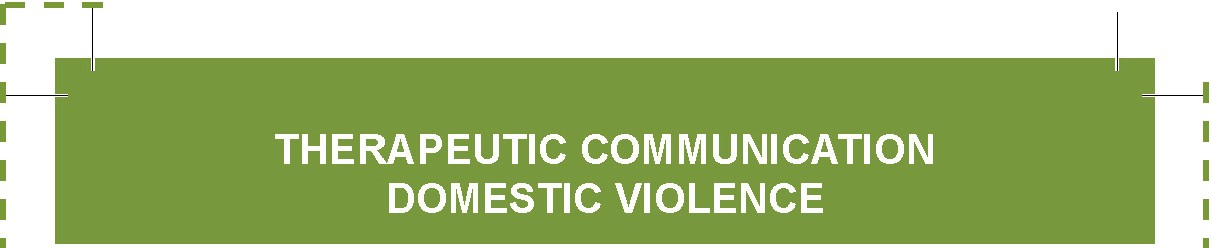 THERAPEUTIC COMMUNICATION
DOMESTIC VIOLENCE